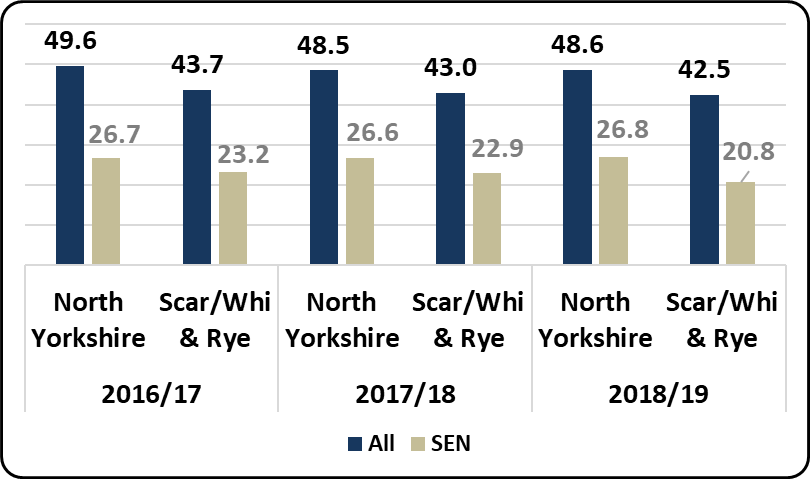 49.6
43.7
48.5
43.0
48.6
42.5
26.7
23.2
26.6
22.9
26.8
20.8
North Yorkshire
Scar/Whi & Rye
North Yorkshire
Scar/Whi & Rye
North Yorkshire
Scar/Whi & Rye
2016/17
2017/18
2018/19
All
SEN